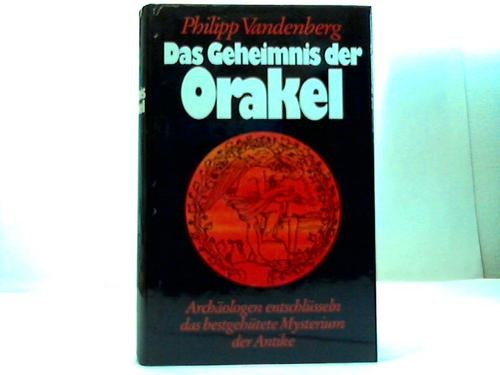 Philipp Vandenberg
Das Geheimnis der
Orakel
Archäologen entschlüsseln
das bestgehütete Mysterium
der Antike